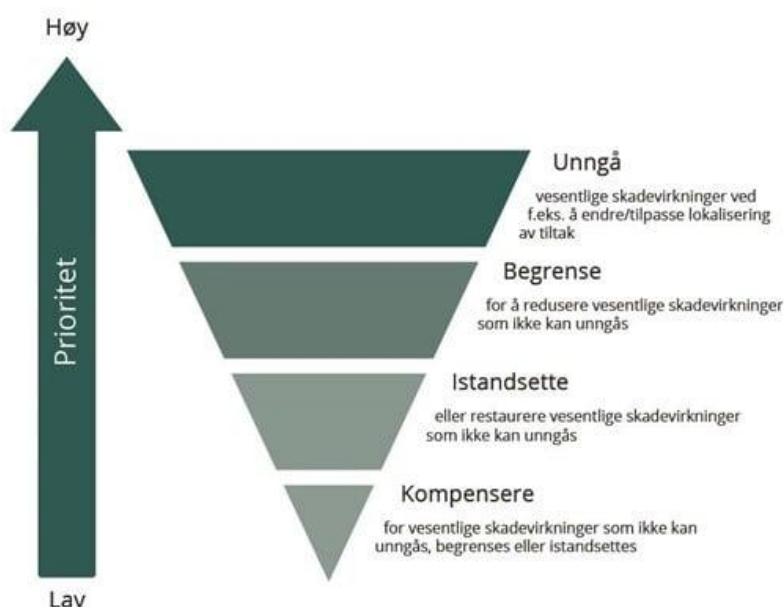 Høy
Prioritet
Unngå
vesentlige skadevirkninger ved
f.eks. å endre/tilpasse lokalisering
av tiltak
Begrense
for å redusere vesentlige skadevirkninger
som ikke kan unngås
Istandsette
eller restaurere vesentlige skadevirkninger
som ikke kan unngås
Kompensere
for vesentlige skadevirkninger som ikke kan
unngås, begrenses eller istandsettes
Lav